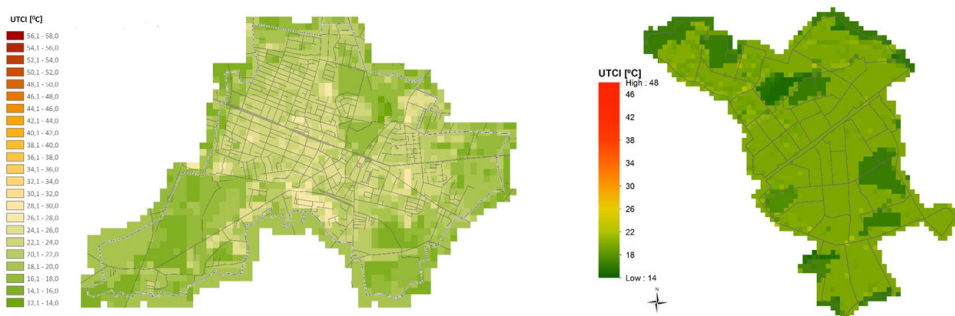 UTCI [°C]
56,1 - 58,0
54,1 - 56,0
52,1 - 54,0
50,1 - 52,0
48,1 - 50,0
46,1 - 48,0
44,1 - 46,0
42,1 - 44,0
40,1 - 42,0
38,1 - 40,0
36,1 - 38,0
34,1 - 36,0
32,1 - 34,0
30,1 - 32,0
28,1 - 30,0
26,1 - 28,0
24,1 - 26,0
22,1 - 24,0
20,1 - 22,0
18,1 - 20,0
16,1 - 18,0
14,1 - 16,0
12,1 - 14,0
UTCI [°C]
High : 48
46
42
38
34
30
26
22
18
Low : 14
N